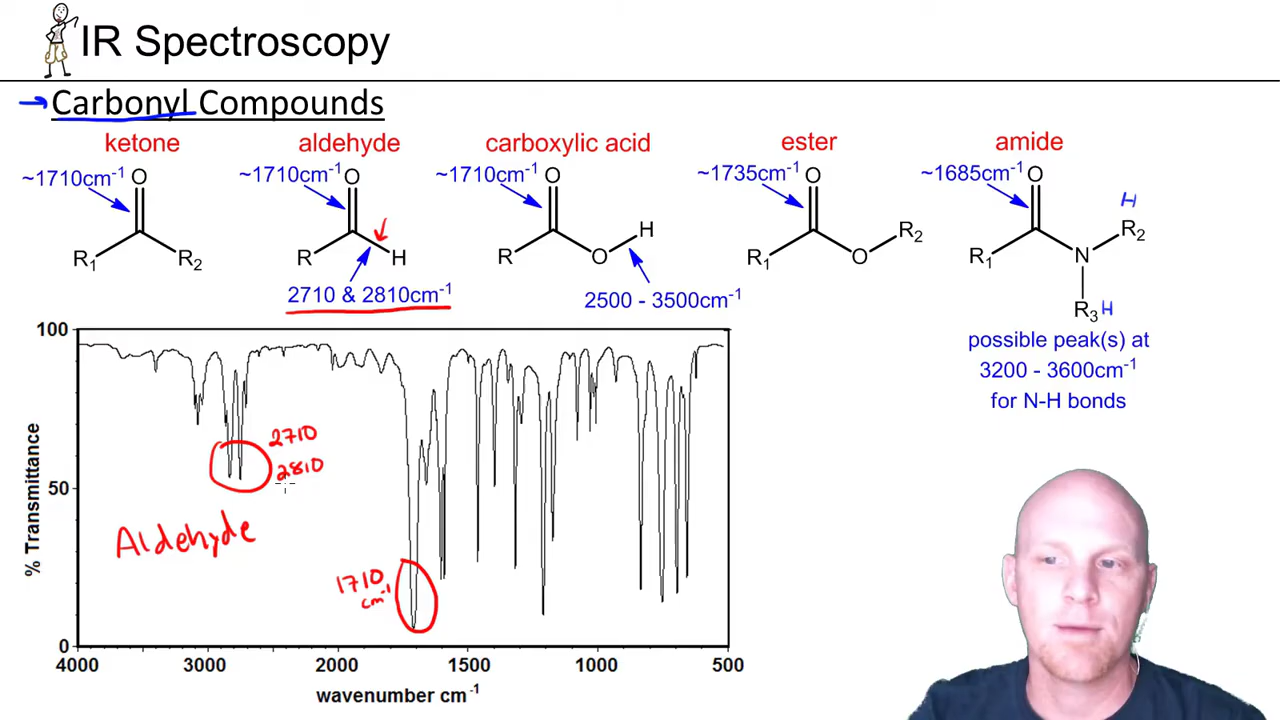 IR Spectroscopy
→ Carbonyl Compounds
ketone aldehyde carboxylic acid ester amide
~1710cm⁻¹ O ~1710cm⁻¹ O ~1710cm⁻¹ O ~1735cm⁻¹ O ~1685cm⁻¹ O
H
R₁ R₂ R H R O H R₁ O R₂ R₁ N R₂
2710 & 2810cm⁻¹ 2500 - 3500cm⁻¹
R₃ H
possible peak(s) at
3200 - 3600cm⁻¹
for N-H bonds
100
50
0
% Transmittance
2710
2810
Aldehyde
1710
cm⁻¹
4000 3000 2000 1500 1000 500
wavenumber cm⁻¹